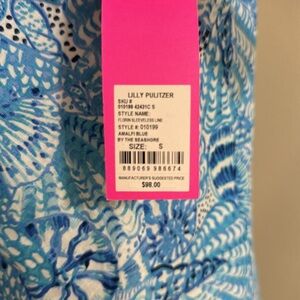 LILLY PULITZER
SKU #
010199 42431C S
STYLE NAME:
FLORIN SLEEVELESS LINE
STYLE #: 010199
AMALFI BLUE
BY THE SEASHORE
SIZE: S
889069 986674
MANUFACTURER'S SUGGESTED PRICE
$98.00